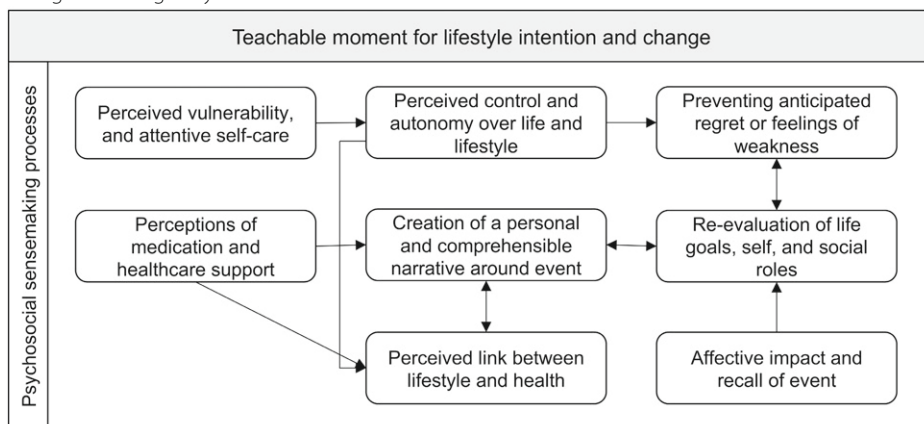 Teachable moment for lifestyle intention and change
Psychosocial sensemaking processes
Perceived vulnerability,
and attentive self-care
Perceived control and
autonomy over life and
lifestyle
Preventing anticipated
regret or feelings of
weakness
Perceptions of
medication and
healthcare support
Creation of a personal
and comprehensible
narrative around event
Re-evaluation of life
goals, self, and social
roles
Perceived link between
lifestyle and health
Affective impact and
recall of event